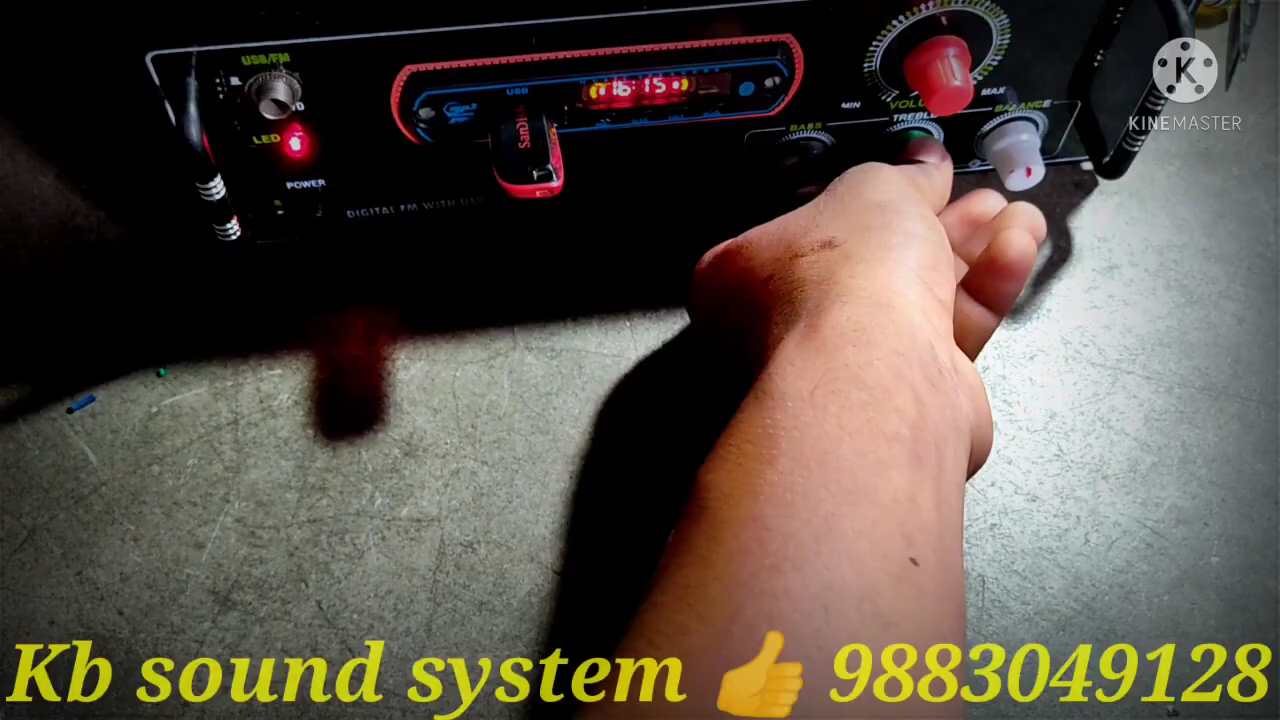 USB/FM
LED
POWER
DIGITAL FM WITH USB
USB
16:15
SanDisk
MIN
MAX
BASS
TREBLE
BALANCE
K
KINEMASTER
Kb sound system 👍 9883049128